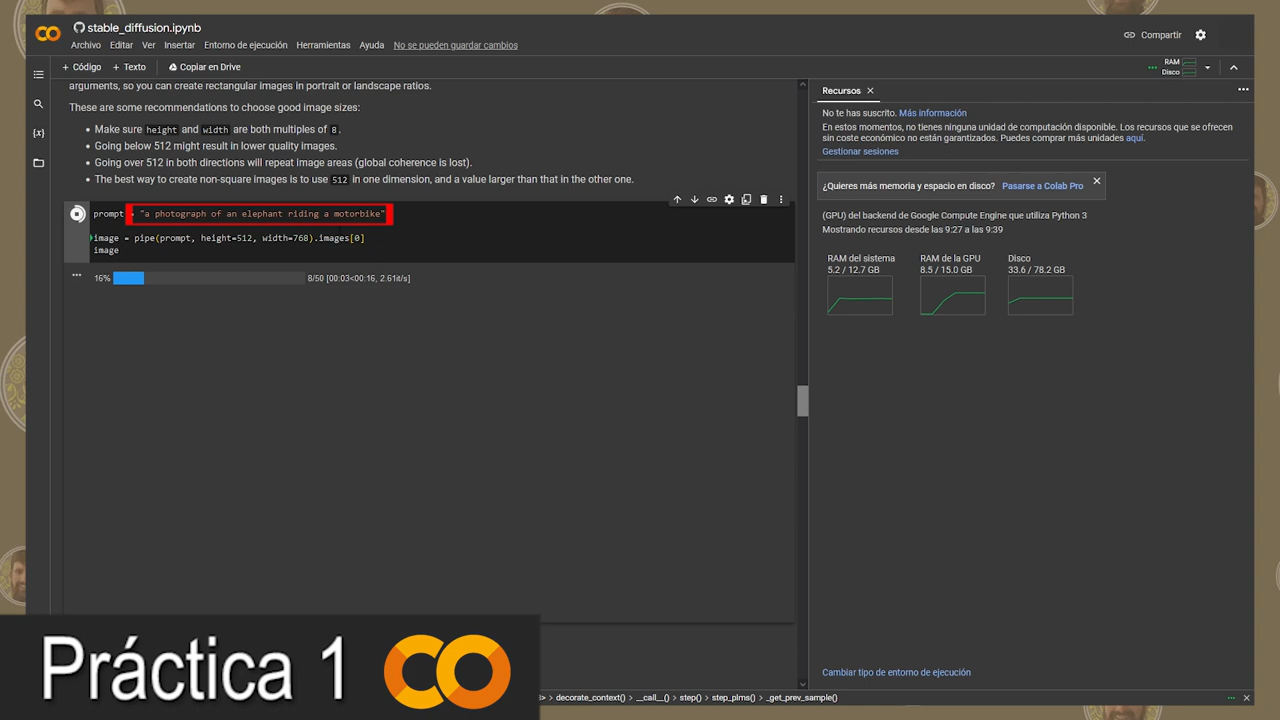 stable_diffusion.ipynb
Archivo Editar Ver Insertar Entorno de ejecución Herramientas Ayuda No se pueden guardar cambios
Compartir
+ Código + Texto Copiar en Drive
RAM
Disco
arguments, so you can create rectangular images in portrait or landscape ratios.
These are some recommendations to choose good image sizes:
• Make sure height and width are both multiples of 8.
• Going below 512 might result in lower quality images.
• Going over 512 in both directions will repeat image areas (global coherence is lost).
• The best way to create non-square images is to use 512 in one dimension, and a value larger than that in the other one.
prompt = "a photograph of an elephant riding a motorbike"
image = pipe(prompt, height=512, width=768).images[0]
image
16% 8/50 [00:03<00:16, 2.61it/s]
Recursos
No te has suscrito. Más información
En estos momentos, no tienes ninguna unidad de computación disponible. Los recursos que se ofrecen
sin coste económico no están garantizados. Puedes comprar más unidades aquí.
Gestionar sesiones
¿Quieres más memoria y espacio en disco? Pasarse a Colab Pro
(GPU) del backend de Google Compute Engine que utiliza Python 3
Mostrando recursos desde las 9:27 a las 9:39
RAM del sistema
5.2 / 12.7 GB
RAM de la GPU
8.5 / 15.0 GB
Disco
33.6 / 78.2 GB
Cambiar tipo de entorno de ejecución
decorate_context() > __call__() > step() > step_plms() > _get_prev_sample()
Práctica 1